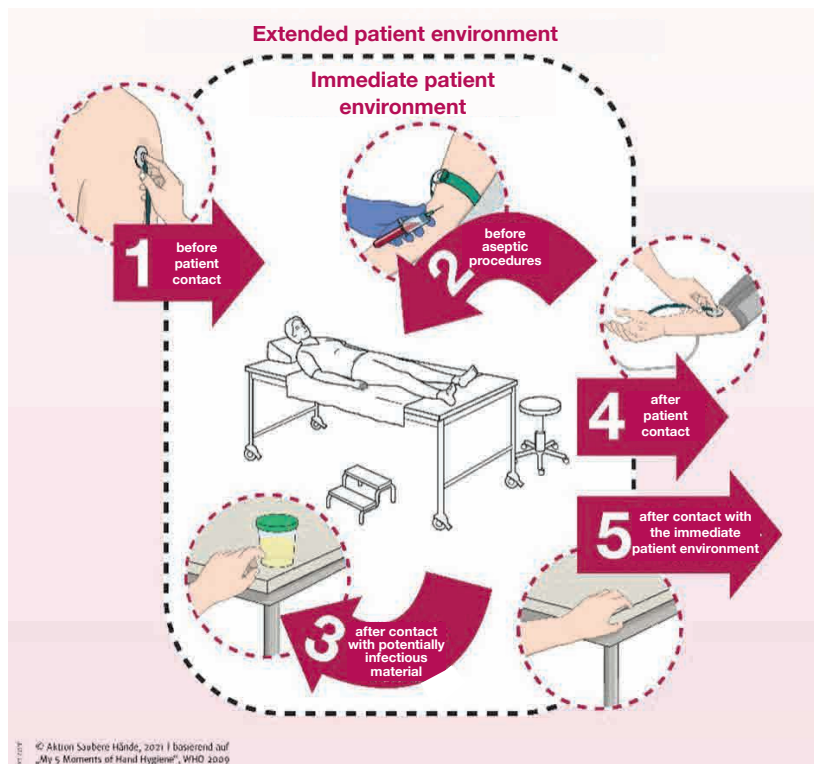 Extended patient environment
Immediate patient
environment
1
before
patient
contact
2
before
aseptic
procedures
4
after
patient
contact
5
after contact with
the immediate
patient environment
3
after contact
with potentially
infectious
material
© Aktion Saubere Hände, 2021 | basierend auf
„My 5 Moments of Hand Hygiene“, WHO 2009